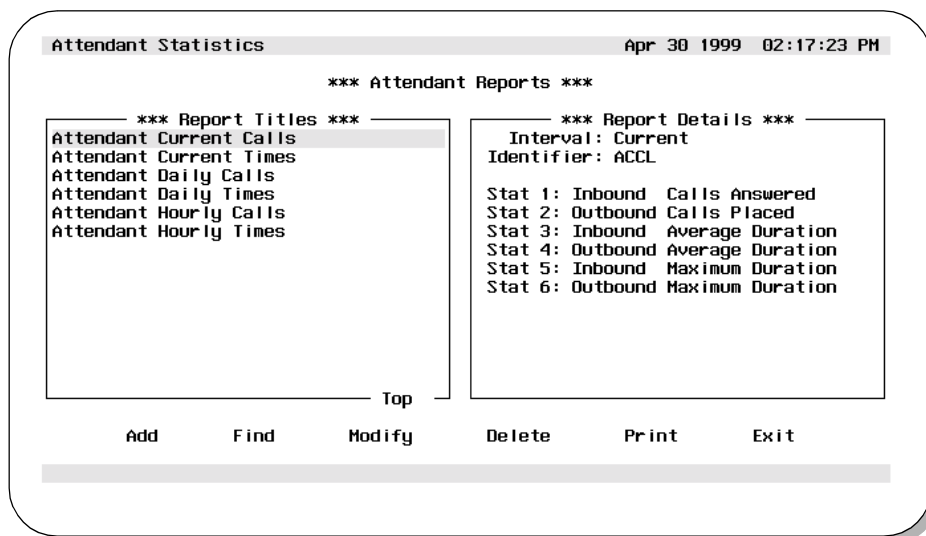 Attendant Statistics Apr 30 1999 02:17:23 PM
*** Attendant Reports ***
*** Report Titles ***
Attendant Current Calls
Attendant Current Times
Attendant Daily Calls
Attendant Daily Times
Attendant Hourly Calls
Attendant Hourly Times
Top
*** Report Details ***
Interval: Current
Identifier: ACCL
Stat 1: Inbound Calls Answered
Stat 2: Outbound Calls Placed
Stat 3: Inbound Average Duration
Stat 4: Outbound Average Duration
Stat 5: Inbound Maximum Duration
Stat 6: Outbound Maximum Duration
Add Find Modify Delete Print Exit